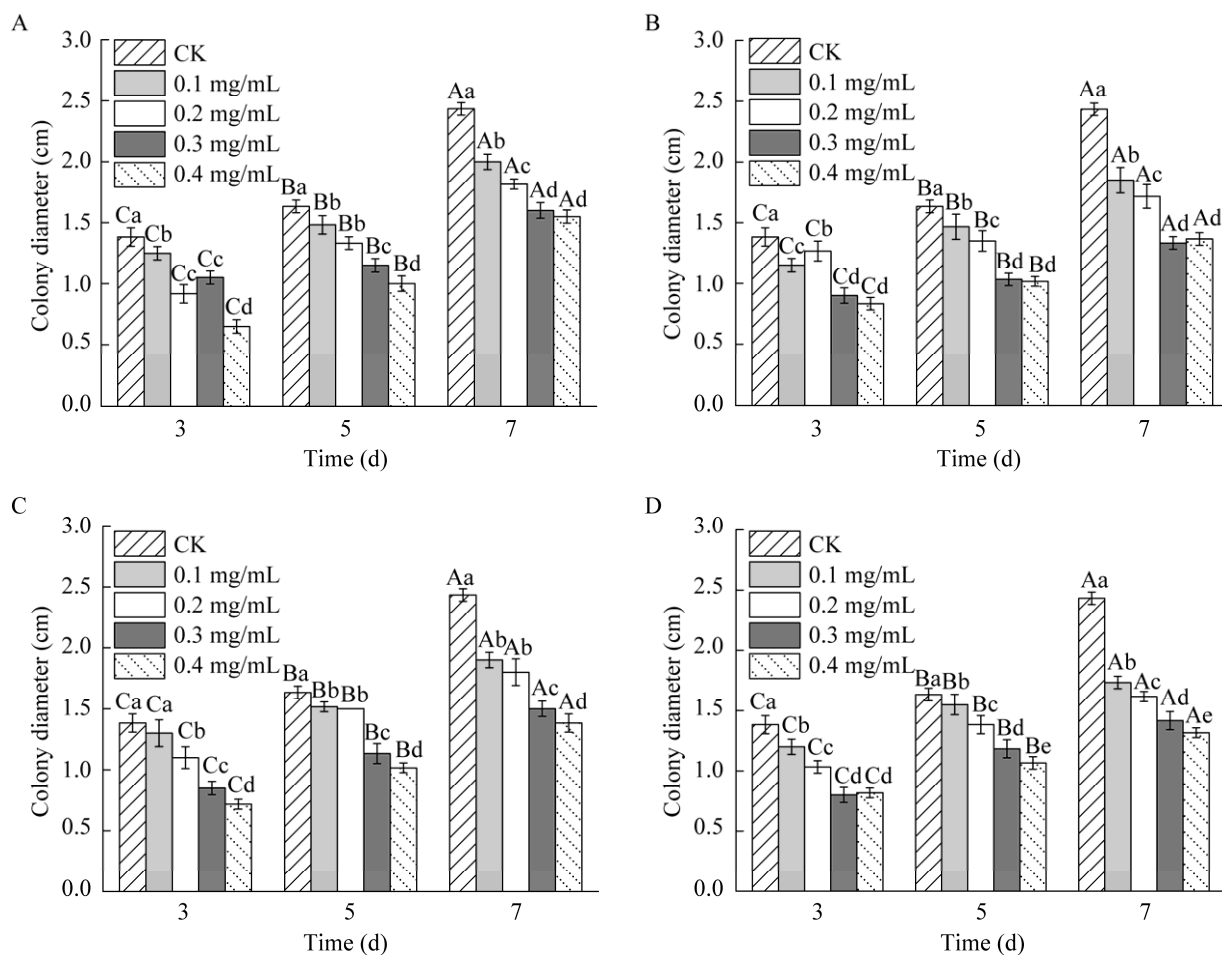 A
Colony diameter (cm)
3.0
2.5
2.0
1.5
1.0
0.5
0.0
CK
0.1 mg/mL
0.2 mg/mL
0.3 mg/mL
0.4 mg/mL
Ca Cb Cc Cc Cd
Ba Bb Bb Bc Bd
Aa Ab Ac Ad Ad
3 5 7
Time (d)
B
Colony diameter (cm)
3.0
2.5
2.0
1.5
1.0
0.5
0.0
CK
0.1 mg/mL
0.2 mg/mL
0.3 mg/mL
0.4 mg/mL
Ca Cc Cb Cd Cd
Ba Bb Bc Bd Bd
Aa Ab Ac Ad Ad
3 5 7
Time (d)
C
Colony diameter (cm)
3.0
2.5
2.0
1.5
1.0
0.5
0.0
CK
0.1 mg/mL
0.2 mg/mL
0.3 mg/mL
0.4 mg/mL
Ca Ca Cb Cc Cd
Ba Bb Bb Bc Bd
Aa Ab Ab Ac Ad
3 5 7
Time (d)
D
Colony diameter (cm)
3.0
2.5
2.0
1.5
1.0
0.5
0.0
CK
0.1 mg/mL
0.2 mg/mL
0.3 mg/mL
0.4 mg/mL
Ca Cb Cc Cd Cd
Ba Bb Bc Bd Be
Aa Ab Ac Ad Ae
3 5 7
Time (d)